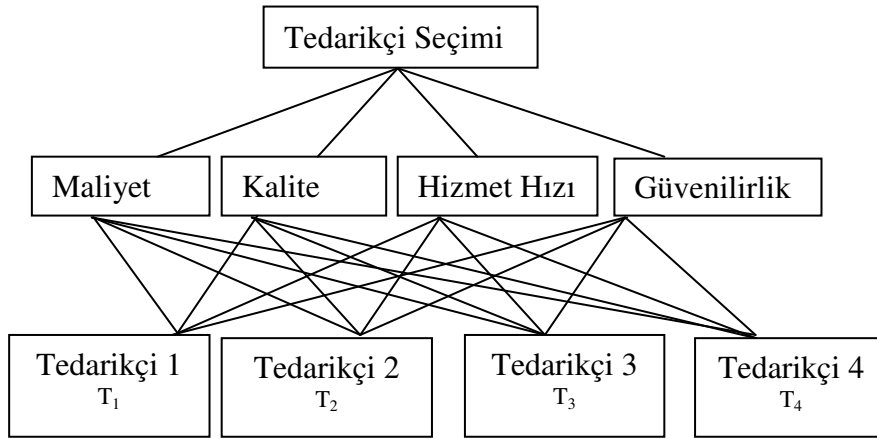 Tedarikçi Seçimi
Maliyet
Kalite
Hizmet Hızı
Güvenilirlik
Tedarikçi 1
T₁
Tedarikçi 2
T₂
Tedarikçi 3
T₃
Tedarikçi 4
T₄